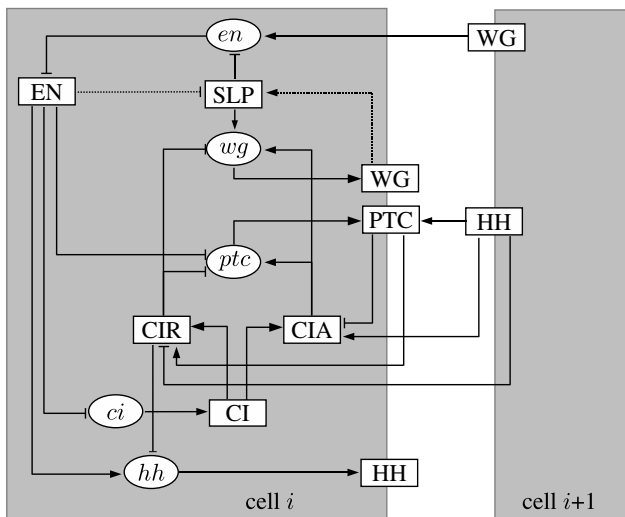 en
WG
EN
SLP
wg
WG
PTC
HH
ptc
CIR
CIA
ci
CI
hh
HH
cell i
cell i+1